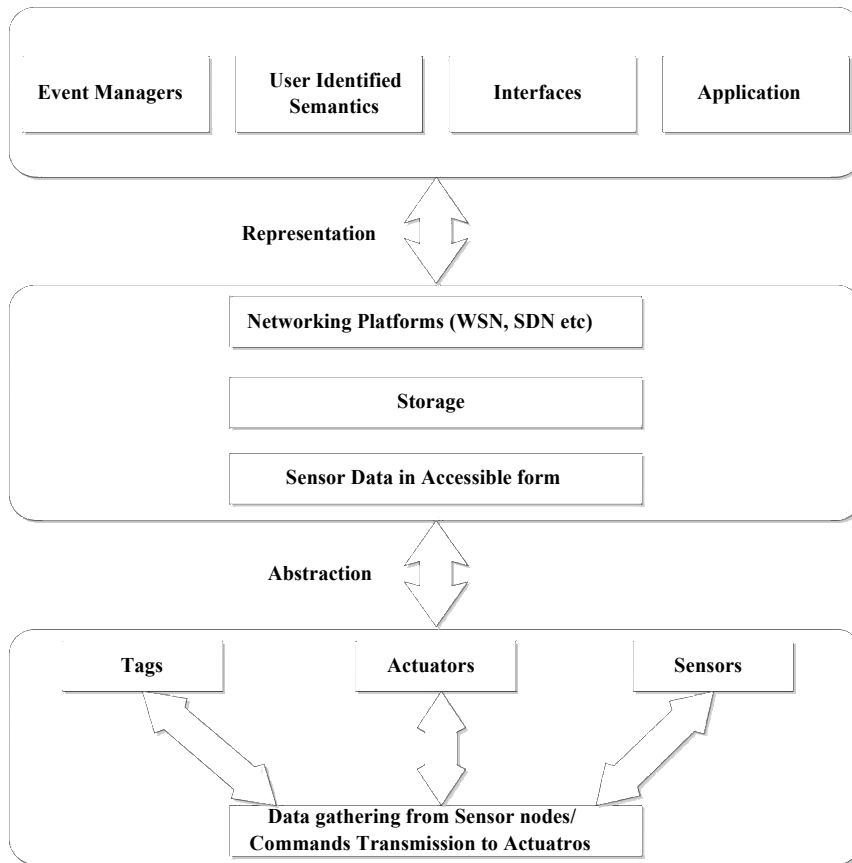 Event Managers
User Identified
Semantics
Interfaces
Application
Representation
Networking Platforms (WSN, SDN etc)
Storage
Sensor Data in Accessible form
Abstraction
Tags
Actuators
Sensors
Data gathering from Sensor nodes/
Commands Transmission to Actuatros